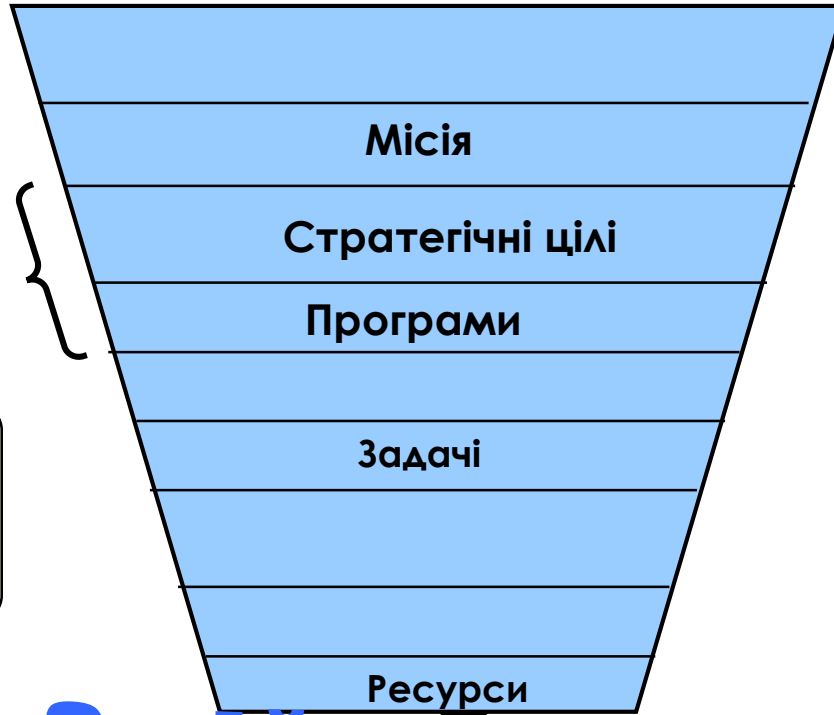 Місія
Стратегічні цілі
Програми
Задачі
Ресурси